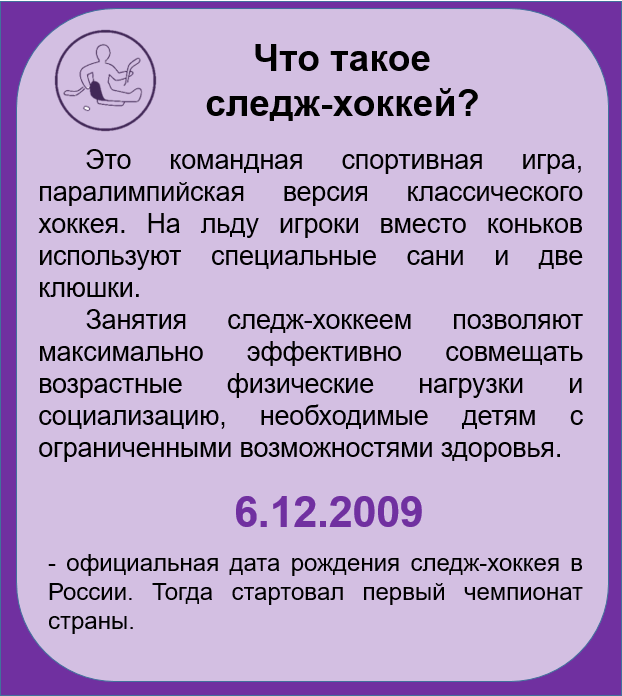 Что такое
следж-хоккей?
Это командная спортивная игра,
паралимпийская версия классического
хоккея. На льду игроки вместо коньков
используют специальные сани и две
клюшки.
Занятия следж-хоккеем позволяют
максимально эффективно совмещать
возрастные физические нагрузки и
социализацию, необходимые детям с
ограниченными возможностями здоровья.
6.12.2009
- официальная дата рождения следж-хоккея в
России. Тогда стартовал первый чемпионат
страны.